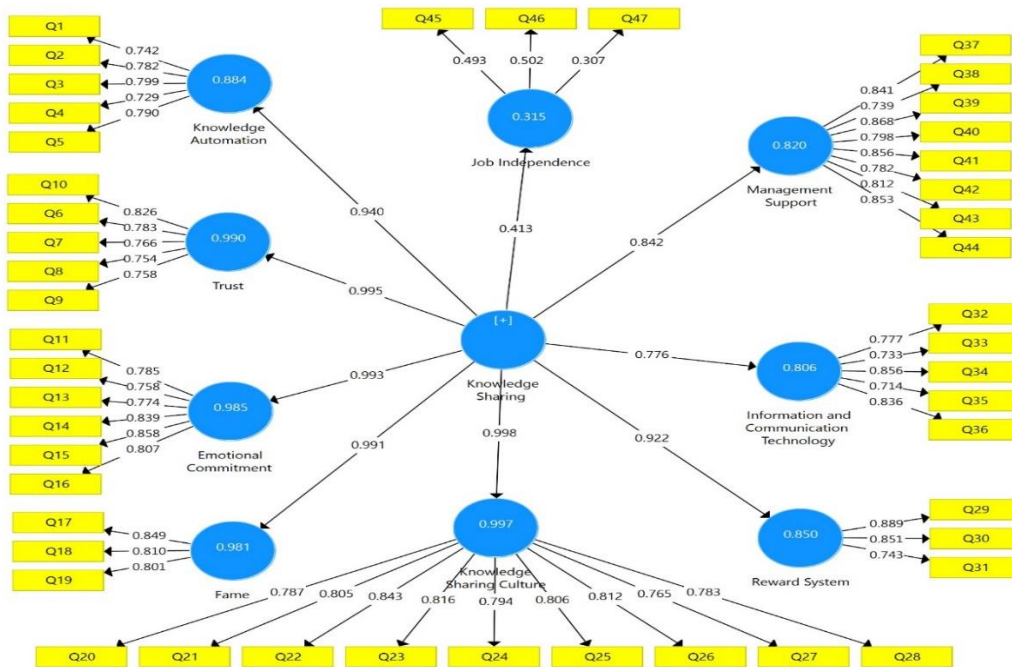 Q1
Q2
Q3
Q4
Q5
0.742
0.782
0.799
0.729
0.790
0.884
Knowledge
Automation
Q45
Q46
Q47
0.493
0.502
0.307
0.315
Job Independence
Q37
Q38
Q39
Q40
Q41
Q42
Q43
Q44
0.841
0.739
0.868
0.798
0.856
0.782
0.812
0.853
0.820
Management
Support
Q10
Q6
Q7
Q8
Q9
0.826
0.783
0.766
0.754
0.758
0.990
Trust
0.940
0.413
0.842
0.995
[+]
Knowledge
Sharing
0.776
0.993
0.991
0.998
0.922
Q32
Q33
Q34
Q35
Q36
0.777
0.733
0.856
0.714
0.836
0.806
Information and
Communication
Technology
Q11
Q12
Q13
Q14
Q15
Q16
0.785
0.758
0.774
0.839
0.858
0.807
0.985
Emotional
Commitment
Q17
Q18
Q19
0.849
0.810
0.801
0.981
Fame
0.997
Knowledge
Sharing Culture
Q29
Q30
Q31
0.889
0.851
0.743
0.850
Reward System
0.787
0.805
0.843
0.816
0.794
0.806
0.812
0.765
0.783
Q20
Q21
Q22
Q23
Q24
Q25
Q26
Q27
Q28